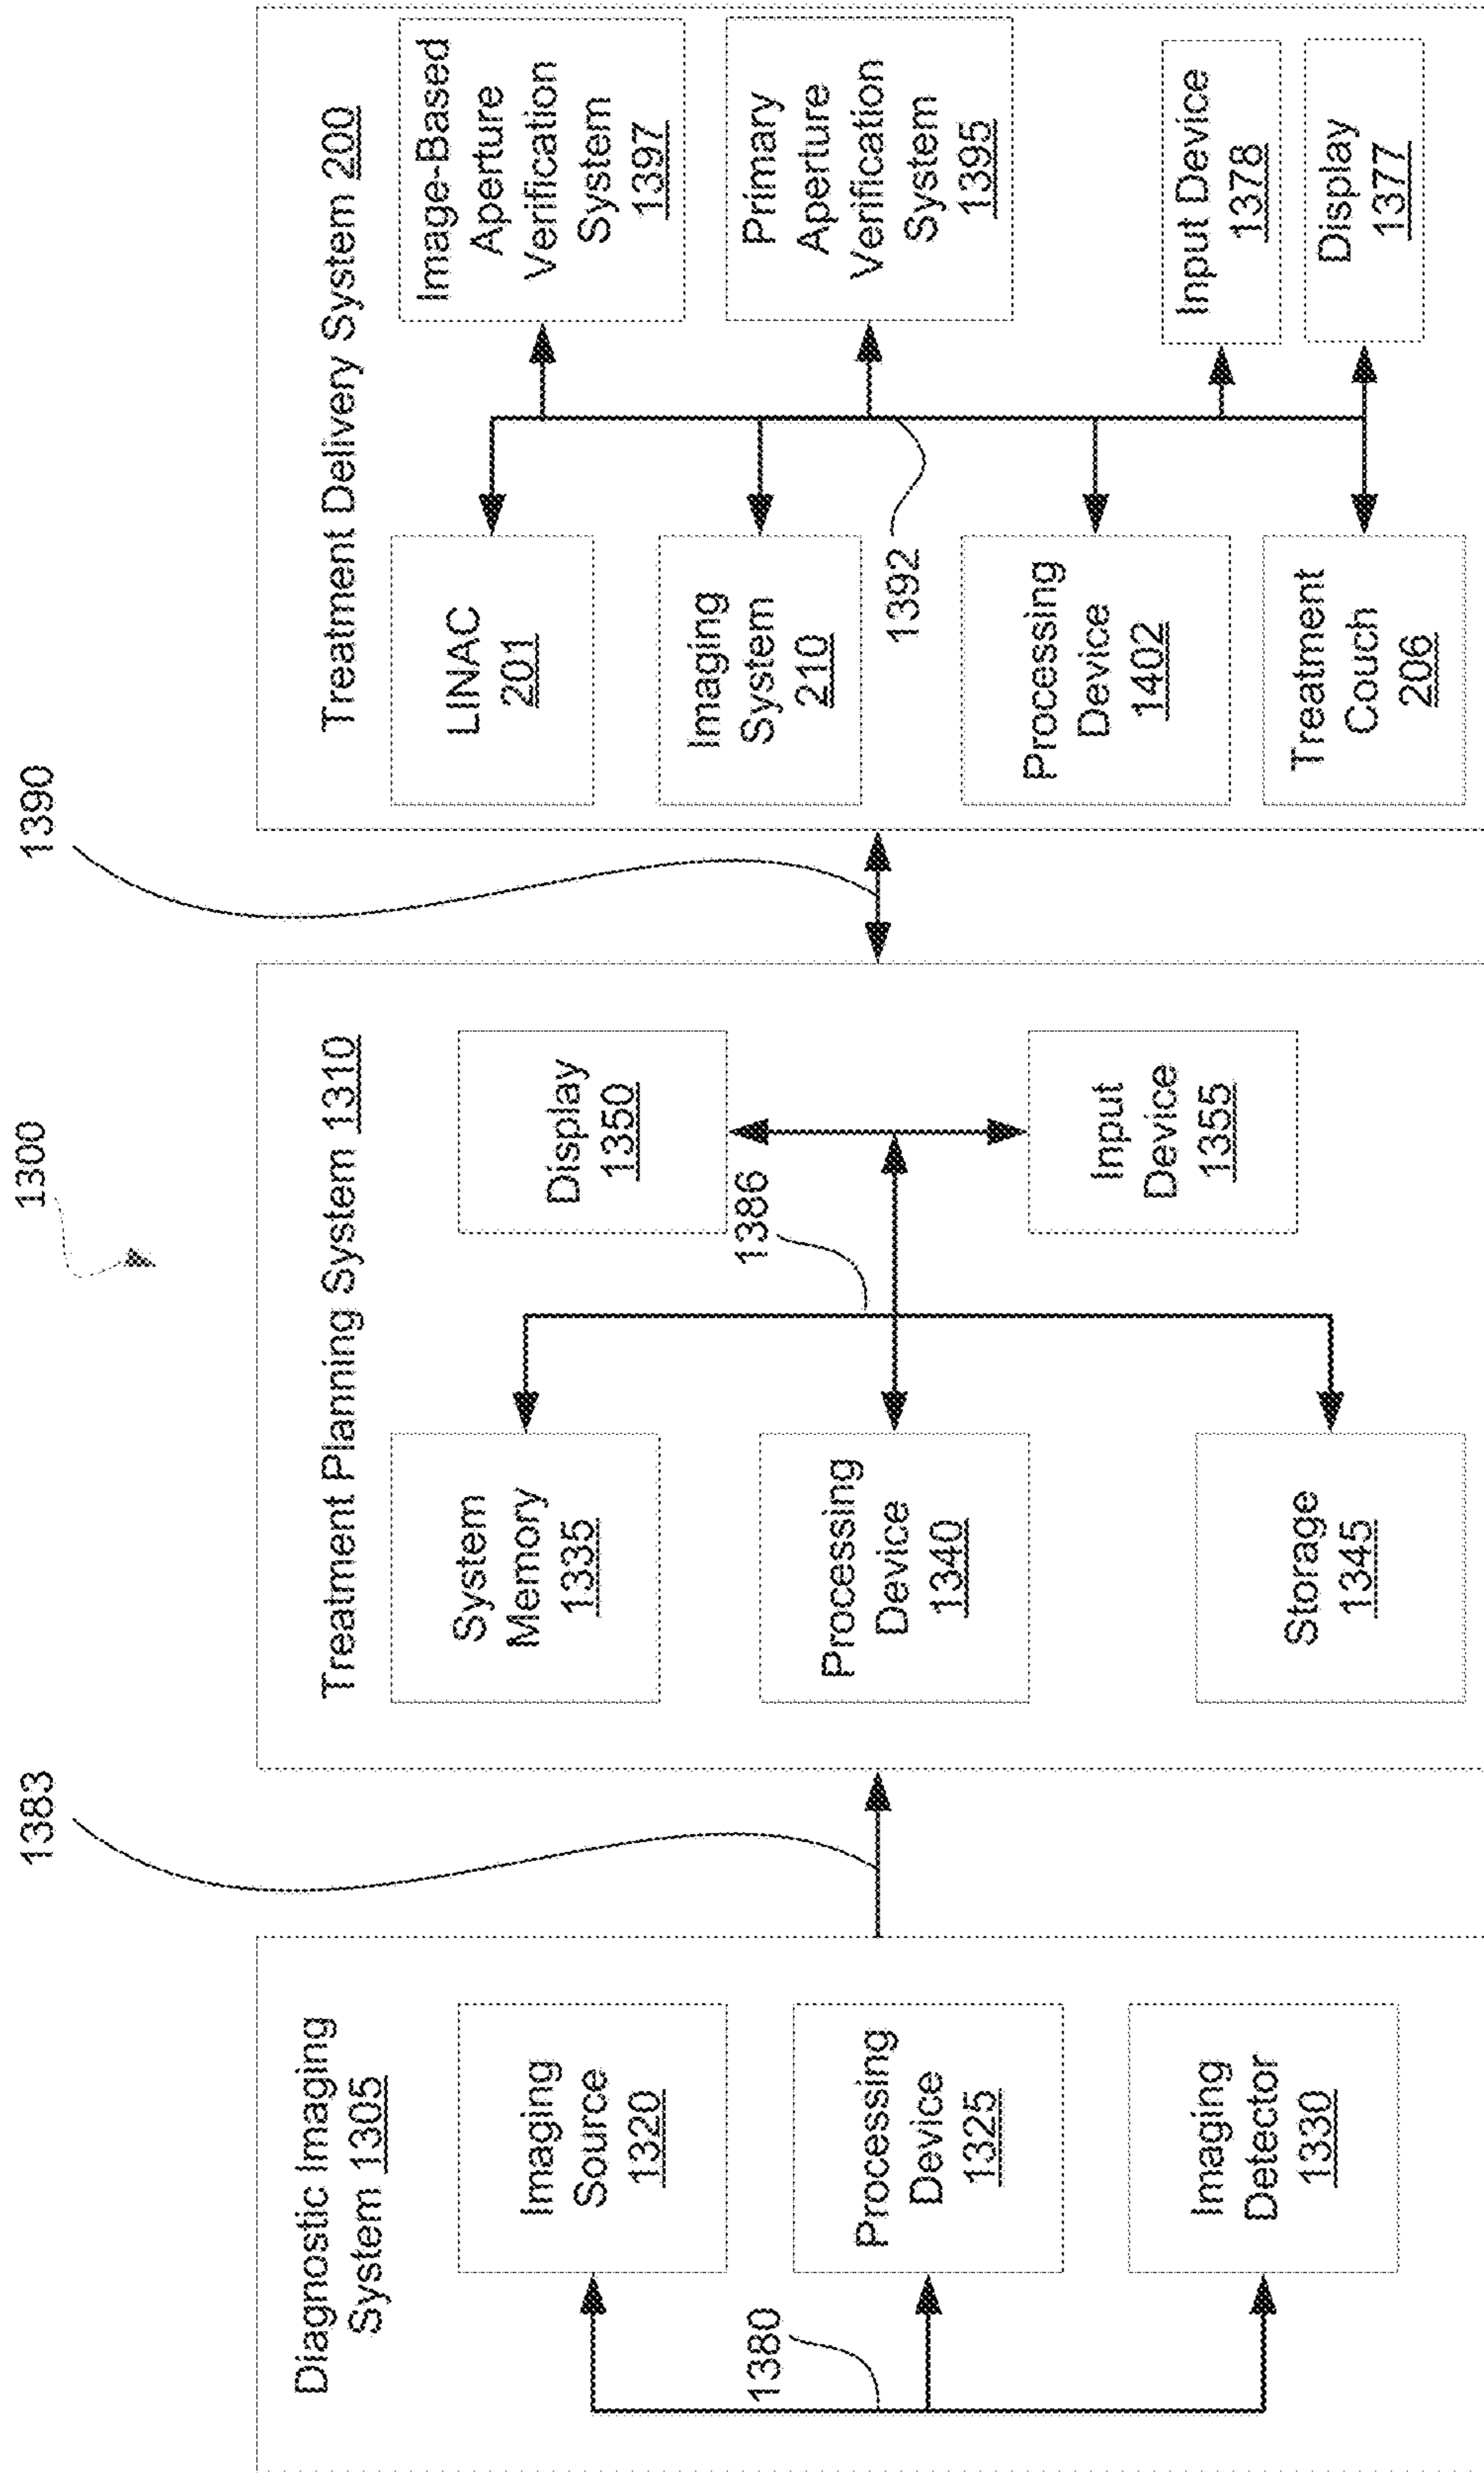 1300
Diagnostic Imaging
System 1305
Imaging
Source
1320
Processing
Device
1325
Imaging
Detector
1330
1380
1383
Treatment Planning System 1310
System
Memory
1335
Processing
Device
1340
Storage
1345
1386
Display
1350
Input
Device
1355
1390
Treatment Delivery System 200
LINAC
201
Imaging
System
210
Processing
Device
1402
Treatment
Couch
206
1392
Image-Based
Aperture
Verification
System
1397
Primary
Aperture
Verification
System
1395
Input Device
1378
Display
1377